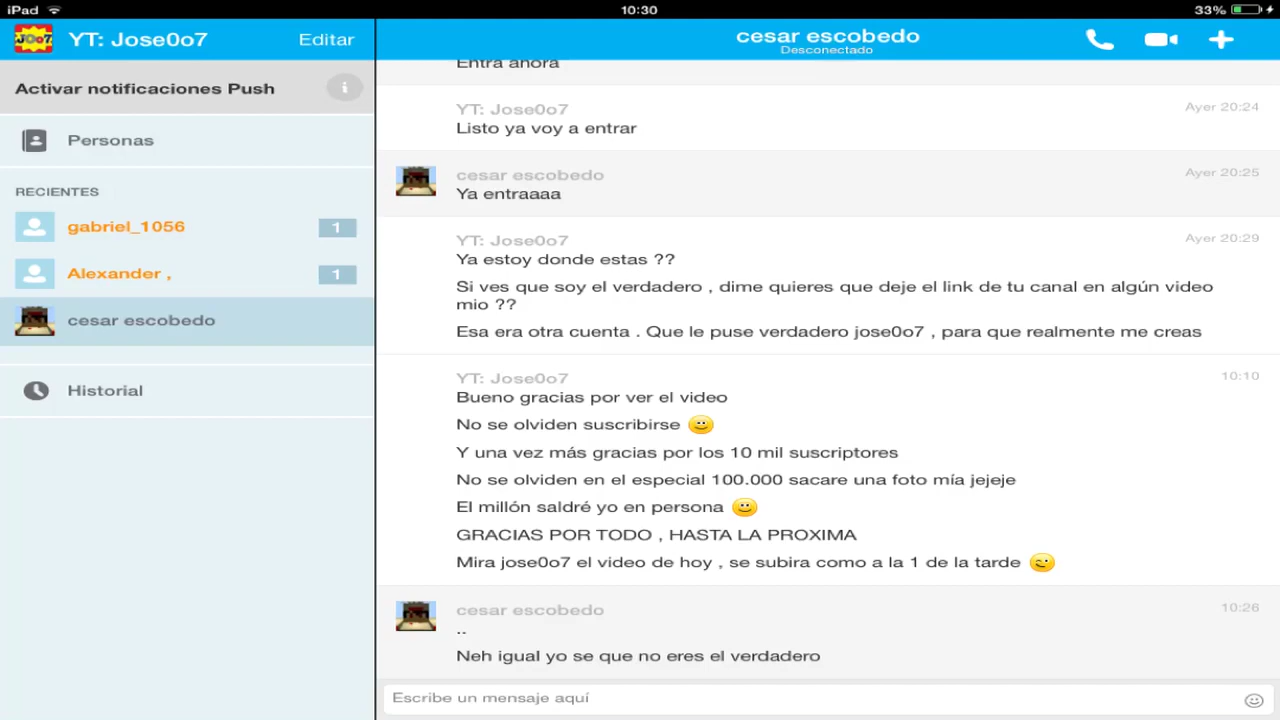 iPad
10:30
33%
JOo7
YT: Jose0o7
Editar
Activar notificaciones Push
i
Personas
RECIENTES
gabriel_1056
1
Alexander ,
1
cesar escobedo
Historial
cesar escobedo
Desconectado
Entra ahora
YT: Jose0o7
Ayer 20:24
Listo ya voy a entrar
cesar escobedo
Ayer 20:25
Ya entraaaa
YT: Jose0o7
Ayer 20:29
Ya estoy donde estas ??
Si ves que soy el verdadero , dime quieres que deje el link de tu canal en algún video
mio ??
Esa era otra cuenta . Que le puse verdadero jose0o7 , para que realmente me creas
YT: Jose0o7
10:10
Bueno gracias por ver el video
No se olviden suscribirse
Y una vez más gracias por los 10 mil suscriptores
No se olviden en el especial 100.000 sacare una foto mía jejeje
El millón saldré yo en persona
GRACIAS POR TODO , HASTA LA PROXIMA
Mira jose0o7 el video de hoy , se subira como a la 1 de la tarde
cesar escobedo
10:26
..
Neh igual yo se que no eres el verdadero
Escribe un mensaje aquí